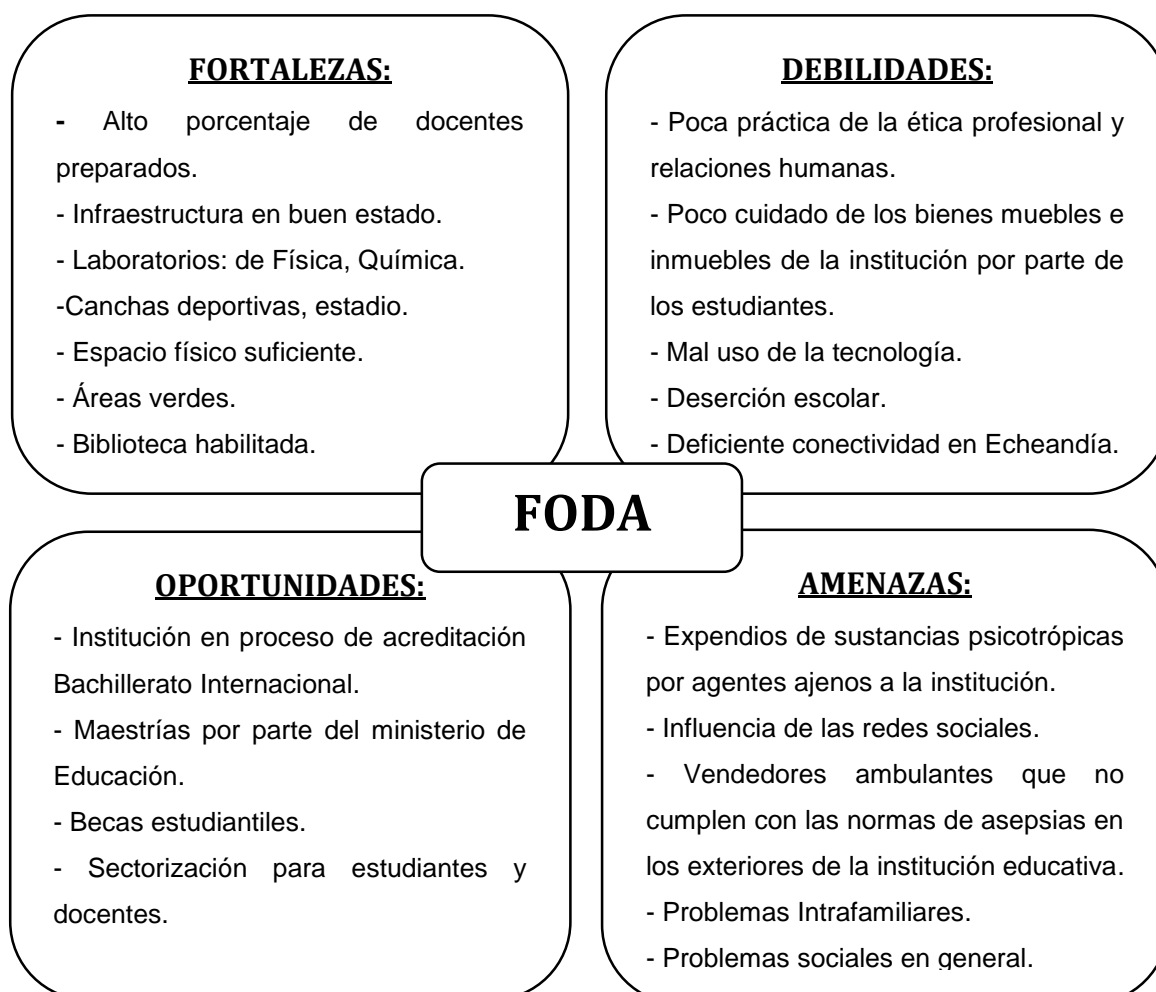 FORTALEZAS:
- Alto porcentaje de docentes
preparados.
- Infraestructura en buen estado.
- Laboratorios: de Física, Química.
-Canchas deportivas, estadio.
- Espacio físico suficiente.
- Áreas verdes.
- Biblioteca habilitada.
DEBILIDADES:
- Poca práctica de la ética profesional y
relaciones humanas.
- Poco cuidado de los bienes muebles e
inmuebles de la institución por parte de
los estudiantes.
- Mal uso de la tecnología.
- Deserción escolar.
- Deficiente conectividad en Echeandía.
FODA
OPORTUNIDADES:
- Institución en proceso de acreditación
Bachillerato Internacional.
- Maestrías por parte del ministerio de
Educación.
- Becas estudiantiles.
- Sectorización para estudiantes y
docentes.
AMENAZAS:
- Expendios de sustancias psicotrópicas
por agentes ajenos a la institución.
- Influencia de las redes sociales.
- Vendedores ambulantes que no
cumplen con las normas de asepsias en
los exteriores de la institución educativa.
- Problemas Intrafamiliares.
- Problemas sociales en general.